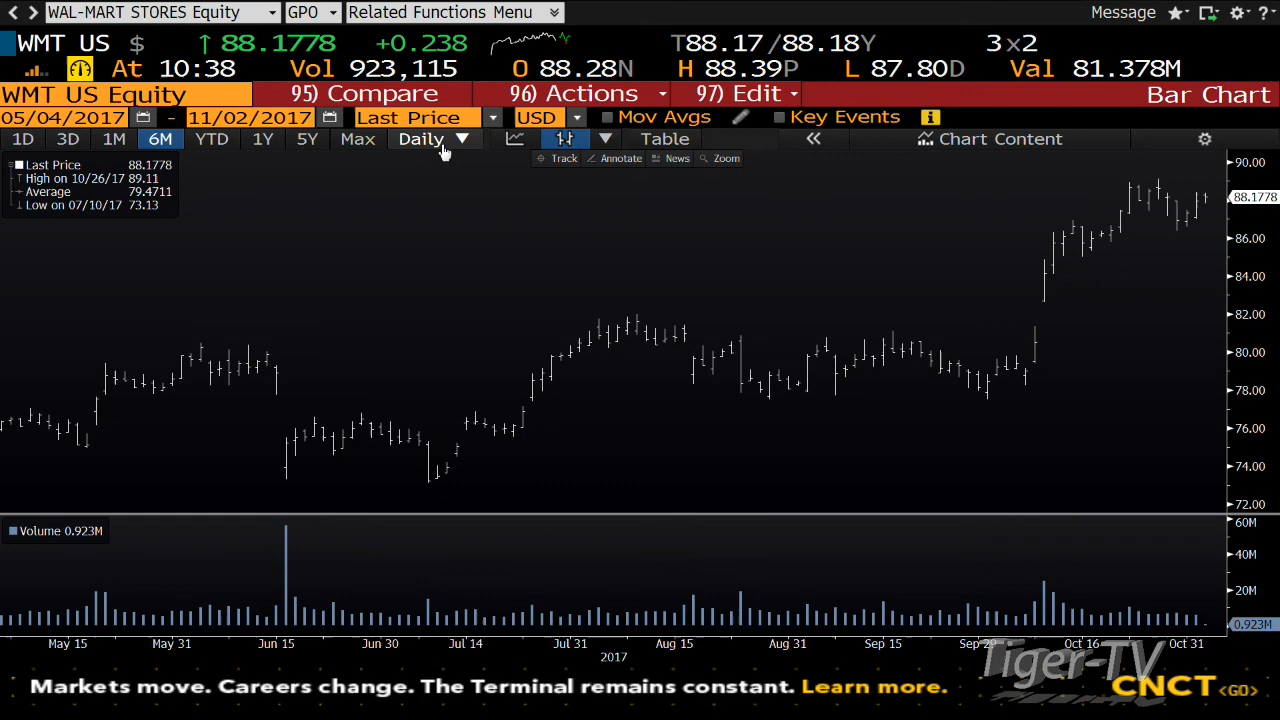 WAL-MART STORES Equity GPO Related Functions Menu Message ?
WMT US $ ↑ 88.1778 +0.238 T88.17/88.18Y 3x2
At 10:38 Vol 923,115 O 88.28N H 88.39P L 87.80D Val 81.378M
WMT US Equity 95) Compare 96) Actions 97) Edit Bar Chart
05/04/2017 - 11/02/2017 Last Price USD Mov Avgs Key Events i
1D 3D 1M 6M YTD 1Y 5Y Max Daily Table « Chart Content
Track Annotate News Zoom
Last Price 88.1778
High on 10/26/17 89.11
Average 79.4711
Low on 07/10/17 73.13
90.00
88.1778
86.00
84.00
82.00
80.00
78.00
76.00
74.00
72.00
Volume 0.923M
60M
40M
20M
0.923M
May 15 May 31 Jun 15 Jun 30 Jul 14 Jul 31 Aug 15 Aug 31 Sep 15 Sep 29 Oct 16 Oct 31
2017
Tiger-TV
Markets move. Careers change. The Terminal remains constant. Learn more. CNCT <GO>